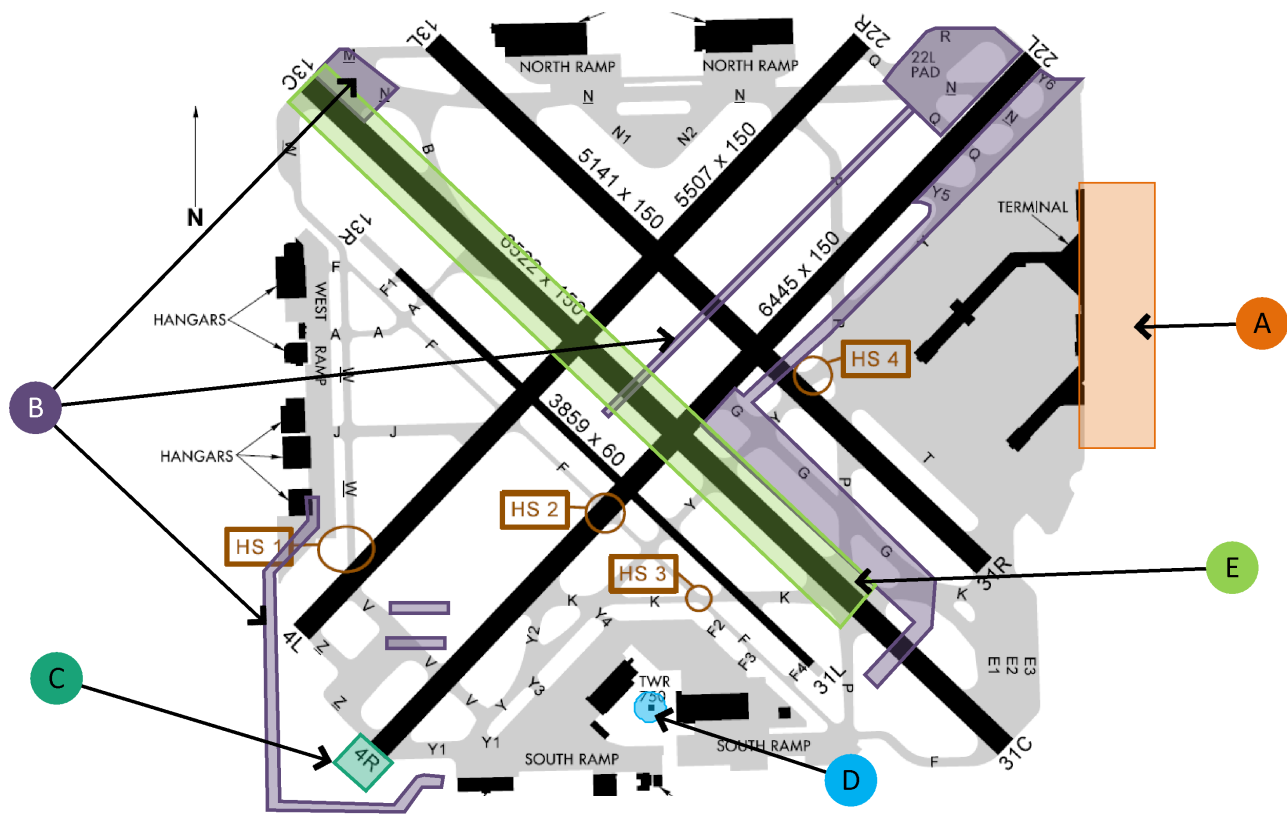 NORTH RAMP
NORTH RAMP
13L
22R
22L
R
22L
PAD
Q
N
Y6
M
13C
N
N
N
N
Q
N
N1
N2
Q
W
B
5141 x 150
5507 x 150
Q
Y5
N
13R
TERMINAL
T
6522 x 150
6445 x 150
F
F1
WEST
RAMP
HANGARS
A
A
A
F
P
A
HS 4
W
B
3859 x 60
G
Y
J
J
HANGARS
F
G
P
T
W
Y
HS 2
HS 1
G
31R
E
HS 3
K
K
K
K
V
Y4
F2
F
4L
Z
Y2
F3
F4
31L
V
E1
E2
E3
C
Z
Y3
TWR
750
P
V
Y
4R
Y1
Y1
SOUTH RAMP
SOUTH RAMP
31C
F
D